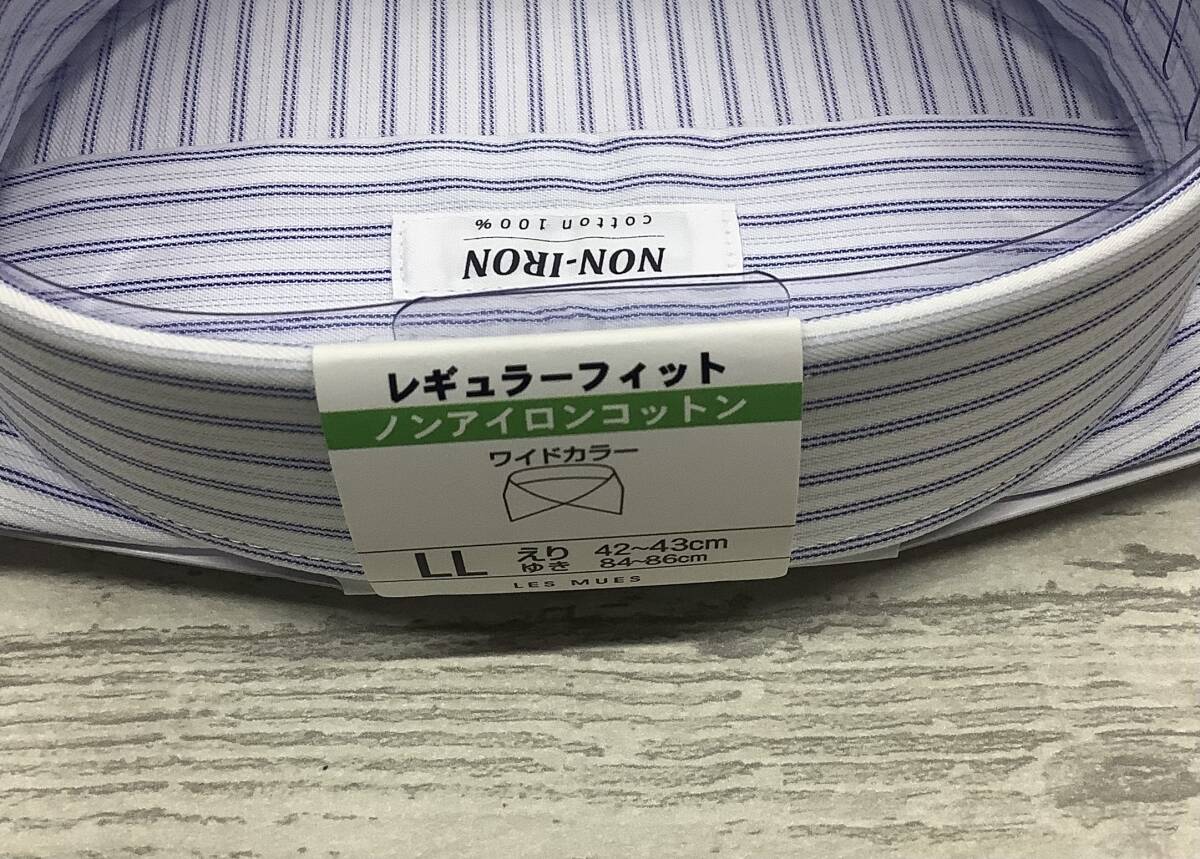 NON-IRON
cotton 100%
レギュラーフィット
ノンアイロンコットン
ワイドカラー
LL
えり 42~43cm
ゆき 84~86cm
LES MUES